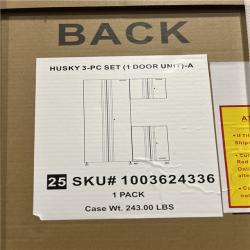 BACK
HUSKY 3-PC SET (1 DOOR UNIT)-A
25 SKU# 1003624336
1 PACK
Case Wt. 243.00 LBS